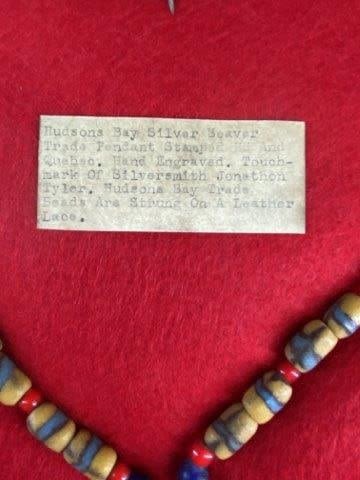 Hudsons Bay Silver Beaver
Trade Pendant Stamped HB And
Quebec. Hand Engraved. Touch-
mark Of Silversmith Jonathon
Tyler. Hudsons Bay Trade
Beads Are Strung On A Leather
Lace.